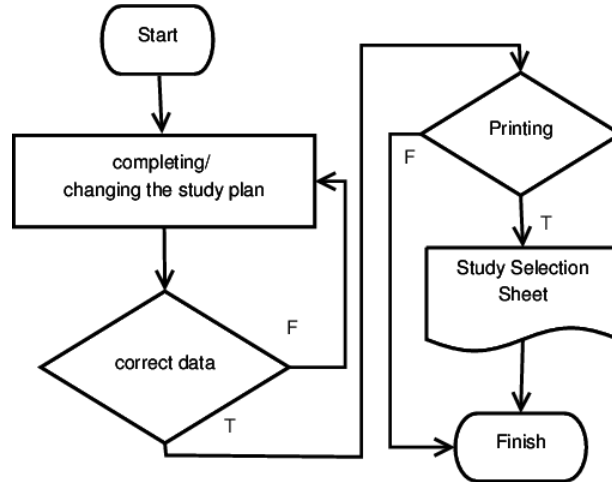 Start
completing/
changing the study plan
correct data
F
T
Printing
F
T
Study Selection
Sheet
Finish